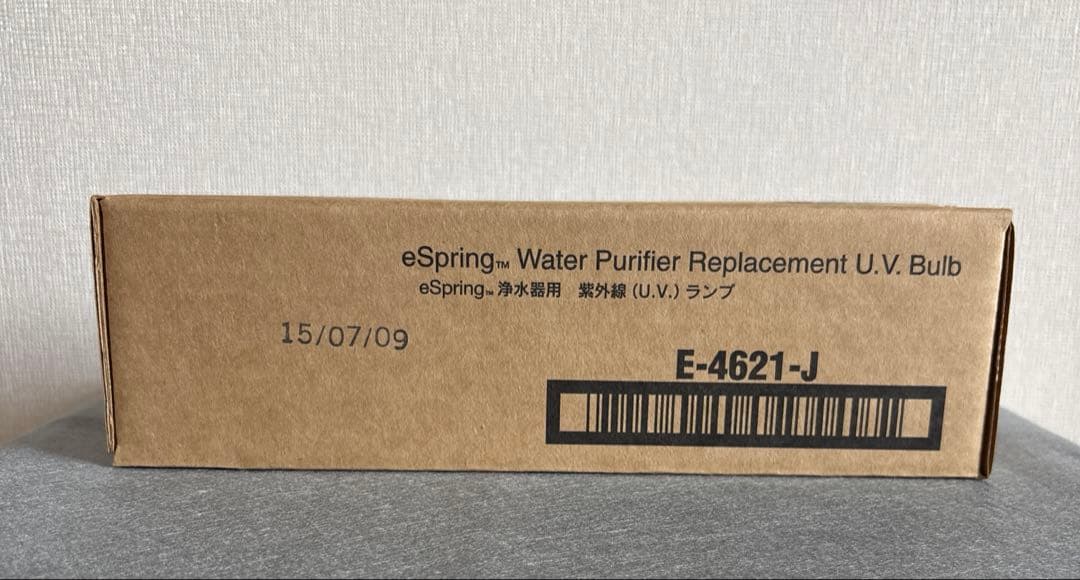 eSpring™ Water Purifier Replacement U.V. Bulb
eSpring™ 浄水器用 紫外線 (U.V.) ランプ
15/07/09
E-4621-J